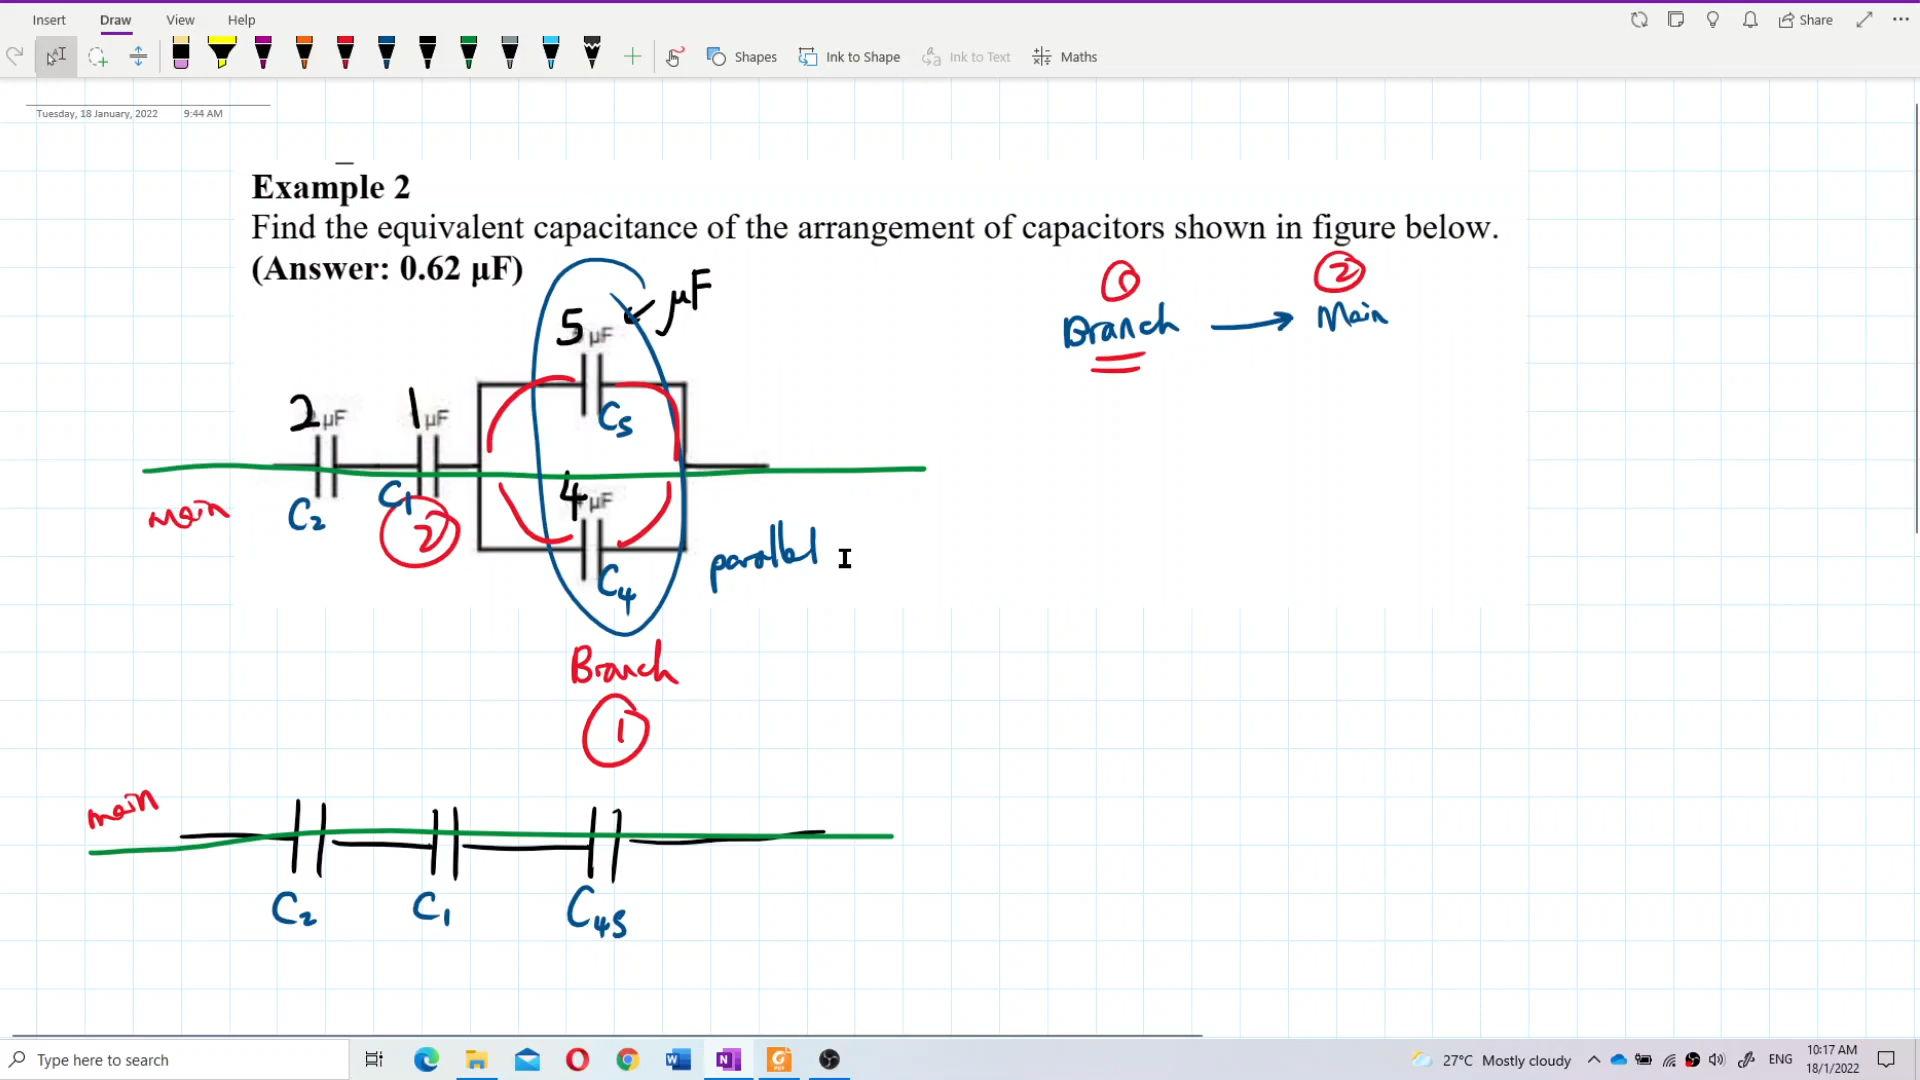 Insert Draw View Help
Share
Shapes Ink to Shape Ink to Text Maths
Tuesday, 18 January, 2022 9:44 AM
Example 2
Find the equivalent capacitance of the arrangement of capacitors shown in figure below.
(Answer: 0.62 µF)
① ②
Branch → Main
µF
5 µF
2 µF 1 µF
C5
main
C2 C1
②
4 µF
C4
parallel
Branch
①
main
C2 C1 C45
Type here to search
27°C Mostly cloudy
ENG
10:17 AM
18/1/2022